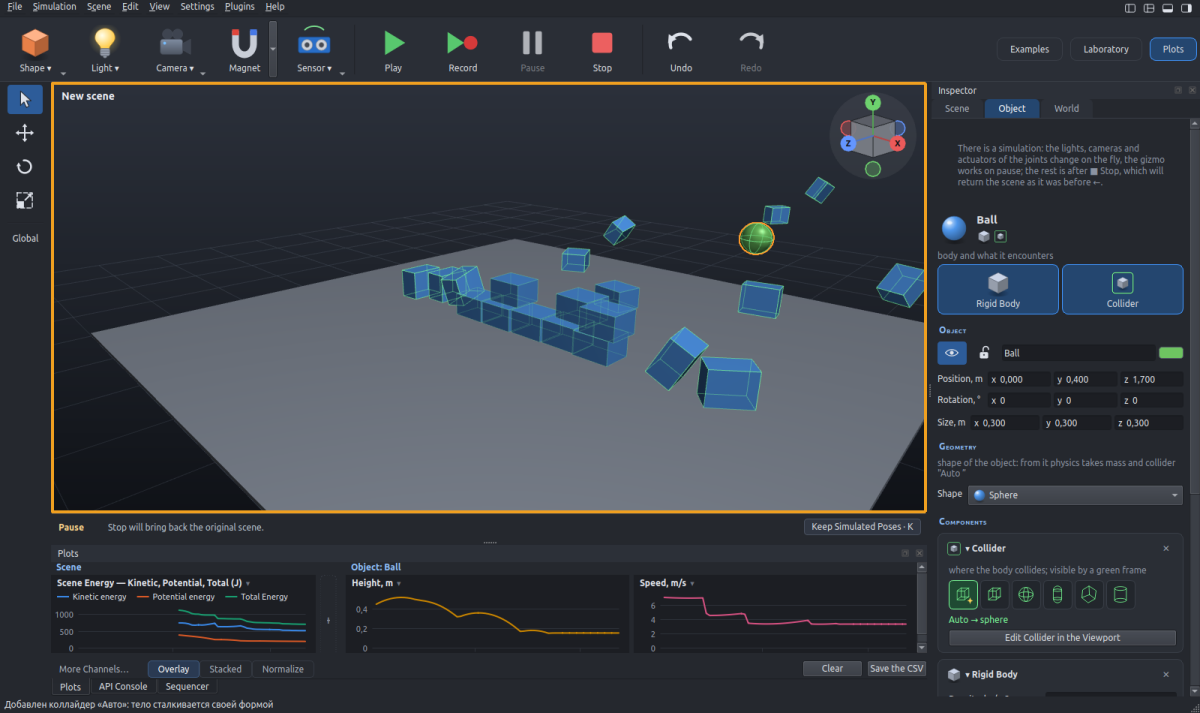 File Simulation Scene Edit View Settings Plugins Help
Shape ▾ Light ▾ Camera ▾ Magnet Sensor ▾ Play Record Pause Stop Undo Redo Examples Laboratory Plots
New scene
Y
Z X
Global
Inspector
Scene Object World
There is a simulation: the lights, cameras and
actuators of the joints change on the fly, the gizmo
works on pause; the rest is after ■ Stop, which will
return the scene as it was before ←.
Ball
body and what it encounters
Rigid Body Collider
Object
Ball
Position, m x 0,000 y 0,400 z 1,700
Rotation, ° x 0 y 0 z 0
Size, m x 0,300 y 0,300 z 0,300
Geometry
shape of the object: from it physics takes mass and collider
"Auto "
Shape Sphere
Components
▾ Collider
where the body collides; visible by a green frame
Auto → sphere
Edit Collider in the Viewport
▾ Rigid Body
Pause Stop will bring back the original scene. Keep Simulated Poses · K
Plots
Scene Object: Ball
Scene Energy — Kinetic, Potential, Total (J) ▾
Kinetic energy Potential energy Total Energy
1000
500
0
Height, m ▾
0,4
0,2
0
Speed, m/s ▾
6
4
2
0
More Channels... Overlay Stacked Normalize Clear Save the CSV
Plots API Console Sequencer
Добавлен коллайдер «Авто»: тело сталкивается своей формой